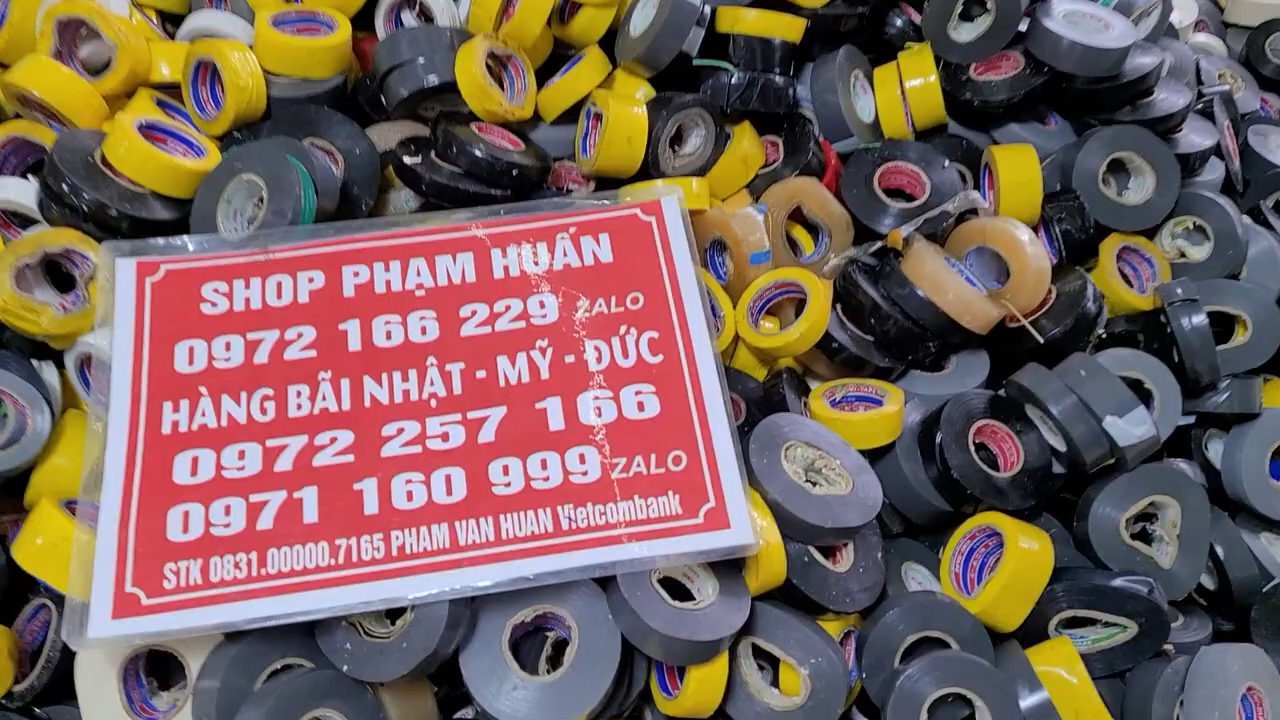 SHOP PHẠM HUẤN
0972 166 229 ZALO
HÀNG BÃI NHẬT - MỸ - ĐỨC
0972 257 166
0971 160 999 ZALO
STK 0831.00000.7165 PHAM VAN HUAN Vietcombank